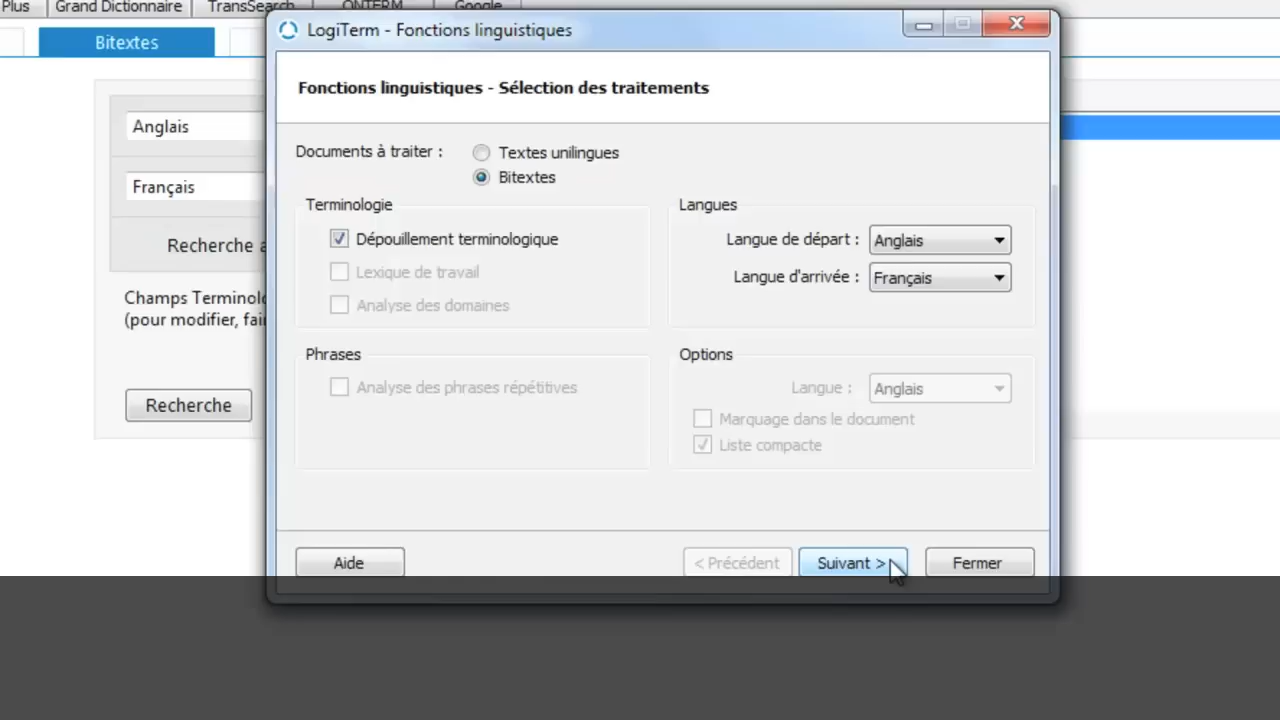 Plus
Grand Dictionnaire
TransSearch
ONTERM
Google
Bitextes
Anglais
Français
Recherche
Champs
(pour modifier,
Recherche
LogiTerm - Fonctions linguistiques
Fonctions linguistiques - Sélection des traitements
Documents à traiter :
Textes unilingues
Bitextes
Terminologie
Dépouillement terminologique
Lexique de travail
Analyse des domaines
Langues
Langue de départ : Anglais
Langue d'arrivée : Français
Phrases
Analyse des phrases répétitives
Options
Langue : Anglais
Marquage dans le document
Liste compacte
Aide
< Précédent
Suivant >
Fermer